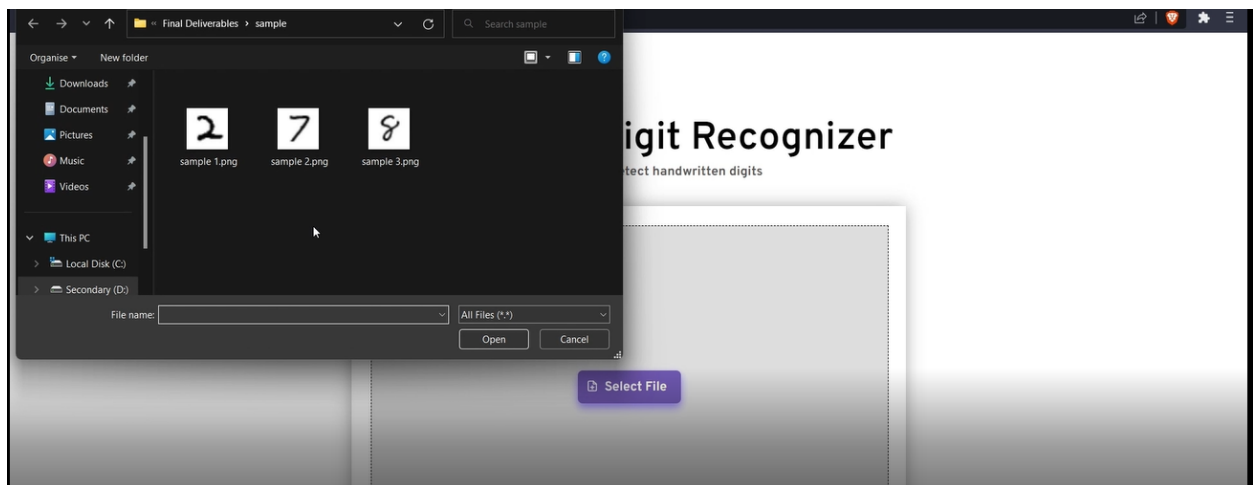 Final Deliverables > sample
Search sample
Organise
New folder
Downloads
Documents
Pictures
Music
Videos
This PC
Local Disk (C:)
Secondary (D:)
2
7
8
sample 1.png
sample 2.png
sample 3.png
File name:
All Files (*.*)
Open
Cancel
igit Recognizer
tect handwritten digits
Select File